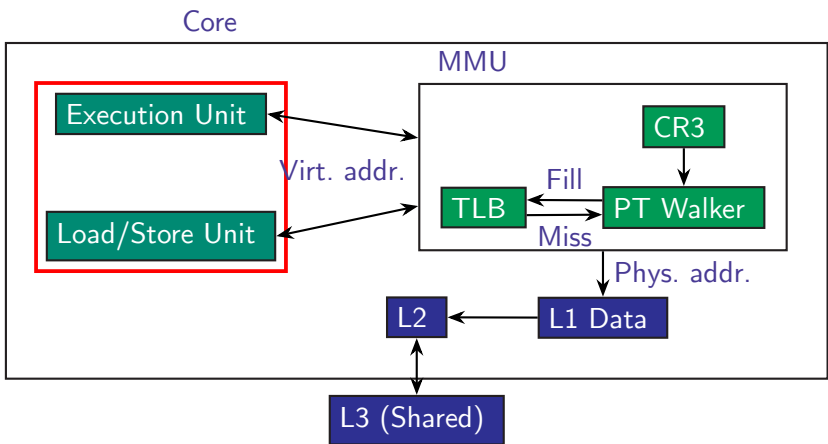 Core
MMU
Execution Unit
CR3
Virt. addr.
Fill
TLB
PT Walker
Load/Store Unit
Miss
Phys. addr.
L2
L1 Data
L3 (Shared)